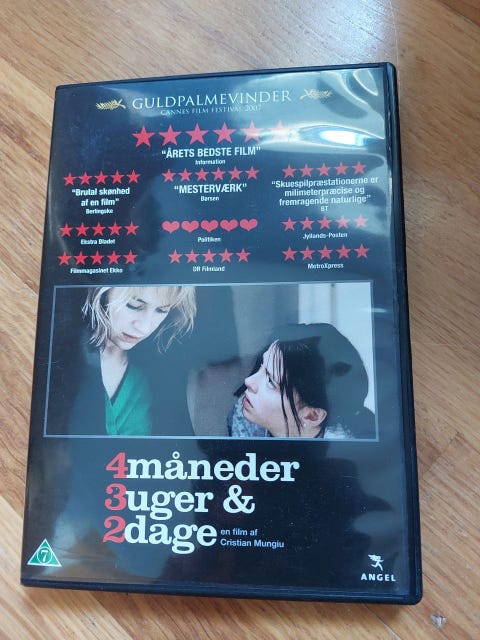 GULDPALMEVINDER
CANNES FILM FESTIVAL 2007
"ÅRETS BEDSTE FILM"
Information
"Brutal skønhed
af en film"
Berlingske
"MESTERVÆRK"
Børsen
"Skuespilpræstationerne er
milimeterpræcise og
fremragende naturlige"
BT
Ekstra Bladet
Politiken
Jyllands-Posten
Filmmagasinet Ekko
DR Filmland
MetroXpress
4måneder
3uger &
2dage
en film af
Cristian Mungiu
7
ANGEL